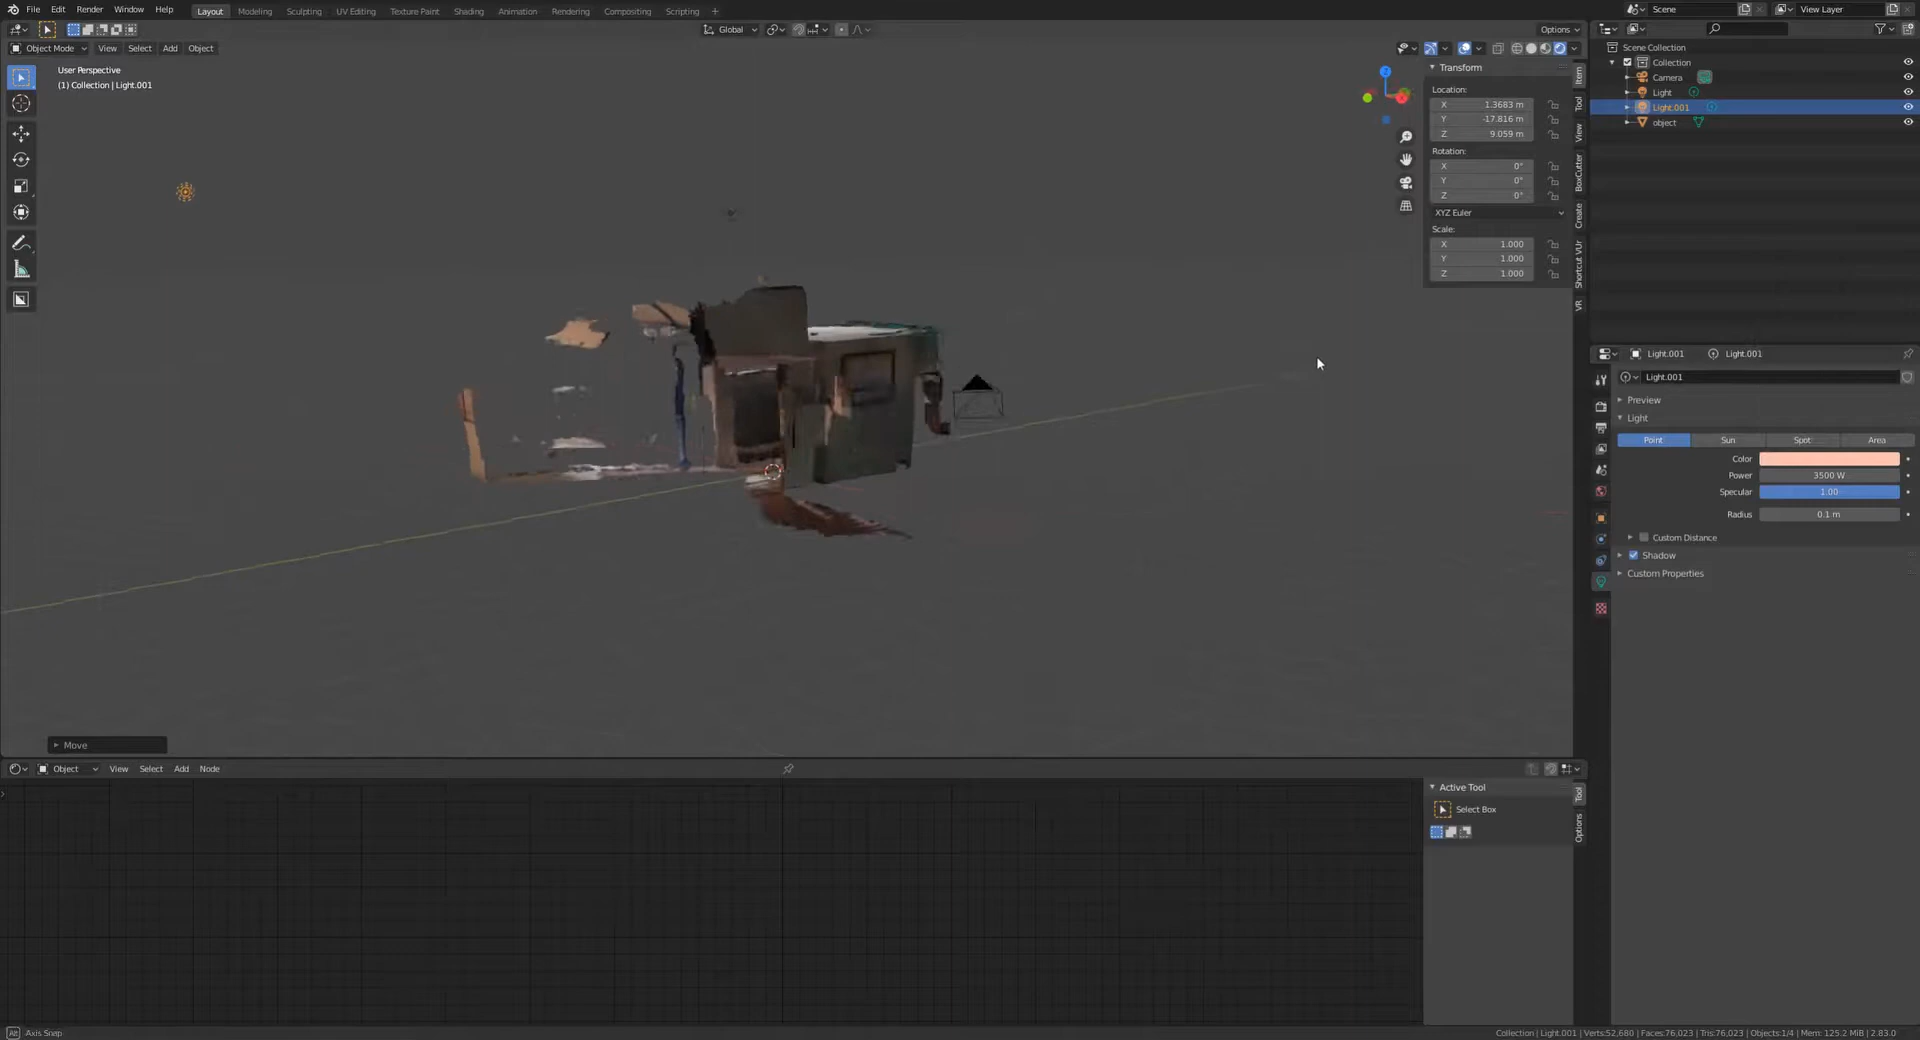 File Edit Render Window Help Layout Modeling Sculpting UV Editing Texture Paint Shading Animation Rendering Compositing Scripting + Scene View Layer
Global Options
Object Mode View Select Add Object
User Perspective
(1) Collection | Light.001
Transform
Location:
X 1.3683 m
Y -17.816 m
Z 9.059 m
Rotation:
X 0°
Y 0°
Z 0°
XYZ Euler
Scale:
X 1.000
Y 1.000
Z 1.000
Item
Tool
View
BoxCutter
Create
Shortcut VUr
VR
Scene Collection
Collection
Camera
Light
Light.001
object
Light.001 Light.001
Light.001
Preview
Light
Point Sun Spot Area
Color
Power 3500 W
Specular 1.00
Radius 0.1 m
Custom Distance
Shadow
Custom Properties
Move
Object View Select Add Node
Active Tool
Select Box
Tool
Options
Alt Axis Snap
Collection | Light.001 | Verts:52,680 | Faces:76,023 | Tris:76,023 | Objects:1/4 | Mem: 125.2 MiB | 2.83.0